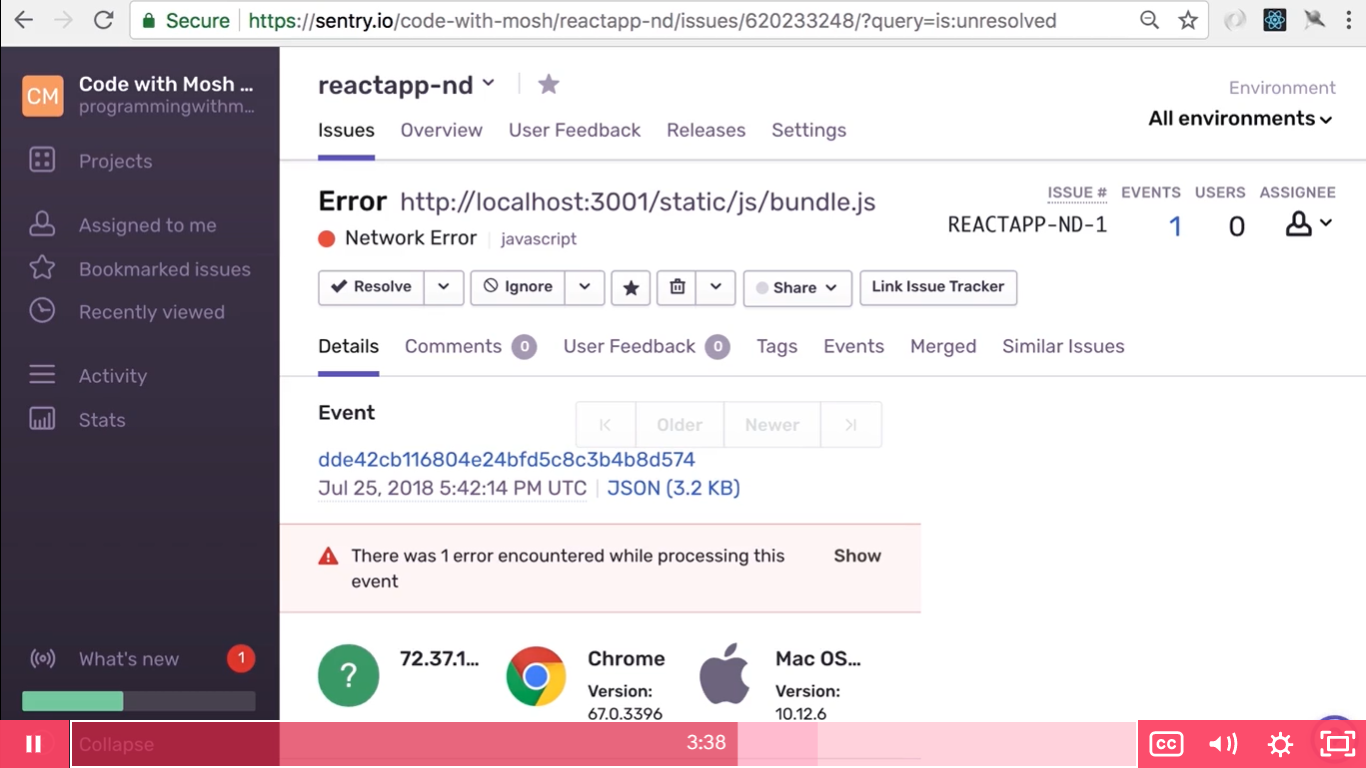 Secure https://sentry.io/code-with-mosh/reactapp-nd/issues/620233248/?query=is:unresolved
CM
Code with Mosh ...
programmingwithm...
Projects
Assigned to me
Bookmarked issues
Recently viewed
Activity
Stats
What's new 1
Collapse
reactapp-nd
Environment
All environments
Issues Overview User Feedback Releases Settings
Error http://localhost:3001/static/js/bundle.js
Network Error javascript
ISSUE # EVENTS USERS ASSIGNEE
REACTAPP-ND-1 1 0
Resolve Ignore Share Link Issue Tracker
Details Comments 0 User Feedback 0 Tags Events Merged Similar Issues
Event
Older Newer
dde42cb116804e24bfd5c8c3b4b8d574
Jul 25, 2018 5:42:14 PM UTC JSON (3.2 KB)
There was 1 error encountered while processing this
event
Show
? 72.37.1... Chrome Mac OS...
Version: Version:
67.0.3396 10.12.6
3:38
CC